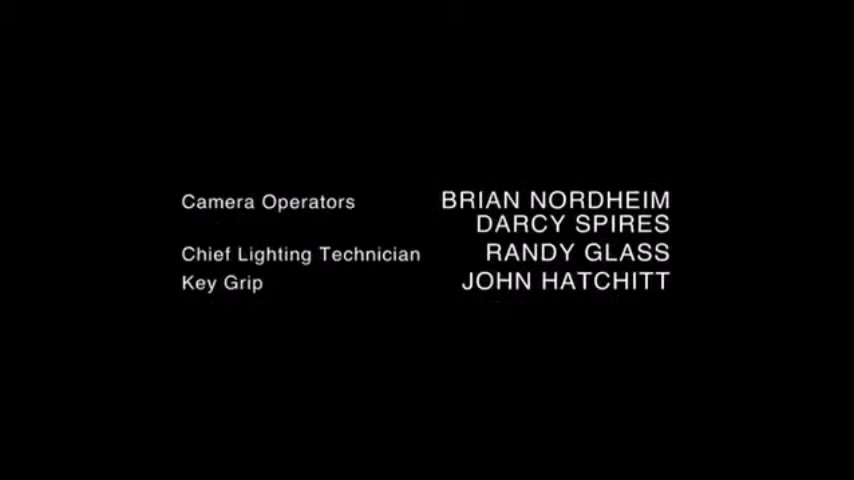 Camera Operators BRIAN NORDHEIM
DARCY SPIRES
Chief Lighting Technician RANDY GLASS
Key Grip JOHN HATCHITT